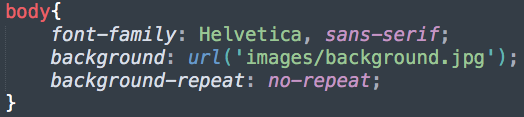 body{
    font-family: Helvetica, sans-serif;
    background: url('images/background.jpg');
    background-repeat: no-repeat;
}